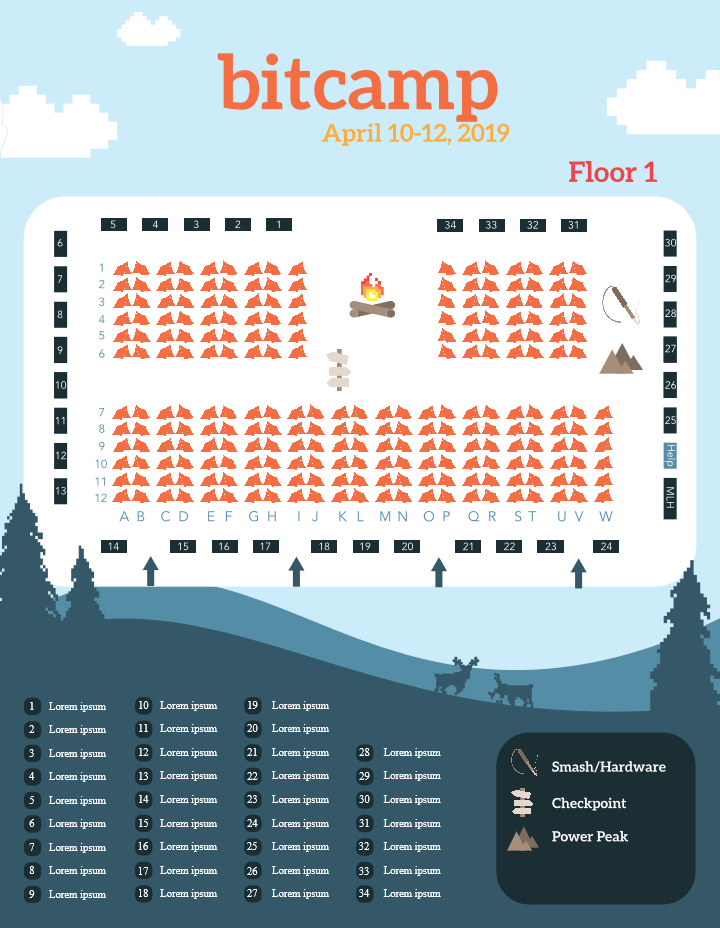 bitcamp
April 10-12, 2019
Floor 1
5 4 3 2 1 34 33 32 31
6 30
7 29
8 28
9 27
10 26
11 25
12 Help
13 MLH
1
2
3
4
5
6
7
8
9
10
11
12
A B C D E F G H I J K L M N O P Q R S T U V W
14 15 16 17 18 19 20 21 22 23 24
1 Lorem ipsum
2 Lorem ipsum
3 Lorem ipsum
4 Lorem ipsum
5 Lorem ipsum
6 Lorem ipsum
7 Lorem ipsum
8 Lorem ipsum
9 Lorem ipsum
10 Lorem ipsum
11 Lorem ipsum
12 Lorem ipsum
13 Lorem ipsum
14 Lorem ipsum
15 Lorem ipsum
16 Lorem ipsum
17 Lorem ipsum
18 Lorem ipsum
19 Lorem ipsum
20 Lorem ipsum
21 Lorem ipsum
22 Lorem ipsum
23 Lorem ipsum
24 Lorem ipsum
25 Lorem ipsum
26 Lorem ipsum
27 Lorem ipsum
28 Lorem ipsum
29 Lorem ipsum
30 Lorem ipsum
31 Lorem ipsum
32 Lorem ipsum
33 Lorem ipsum
34 Lorem ipsum
Smash/Hardware
Checkpoint
Power Peak